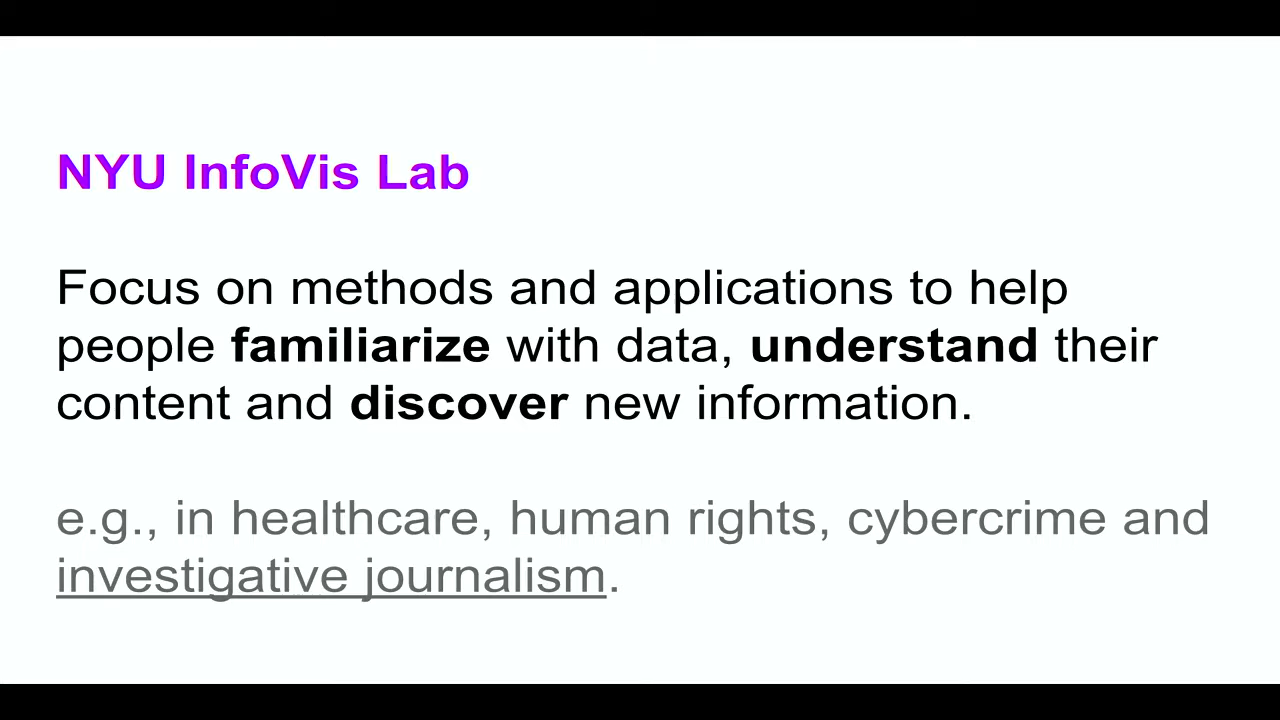 NYU InfoVis Lab
Focus on methods and applications to help
people familiarize with data, understand their
content and discover new information.
e.g., in healthcare, human rights, cybercrime and
investigative journalism.